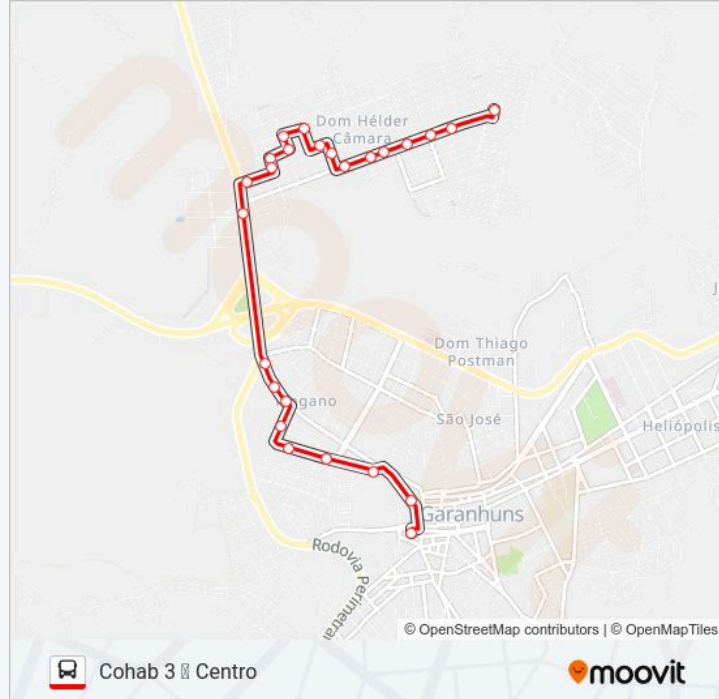 Dom Hélder
Câmara
Dom Thiago
Postman
J
São José
Heliópolis
Garanhuns
Rodovia Perimetral
© OpenStreetMap contributors | © OpenMapTiles
Cohab 3 ▯ Centro
moovit